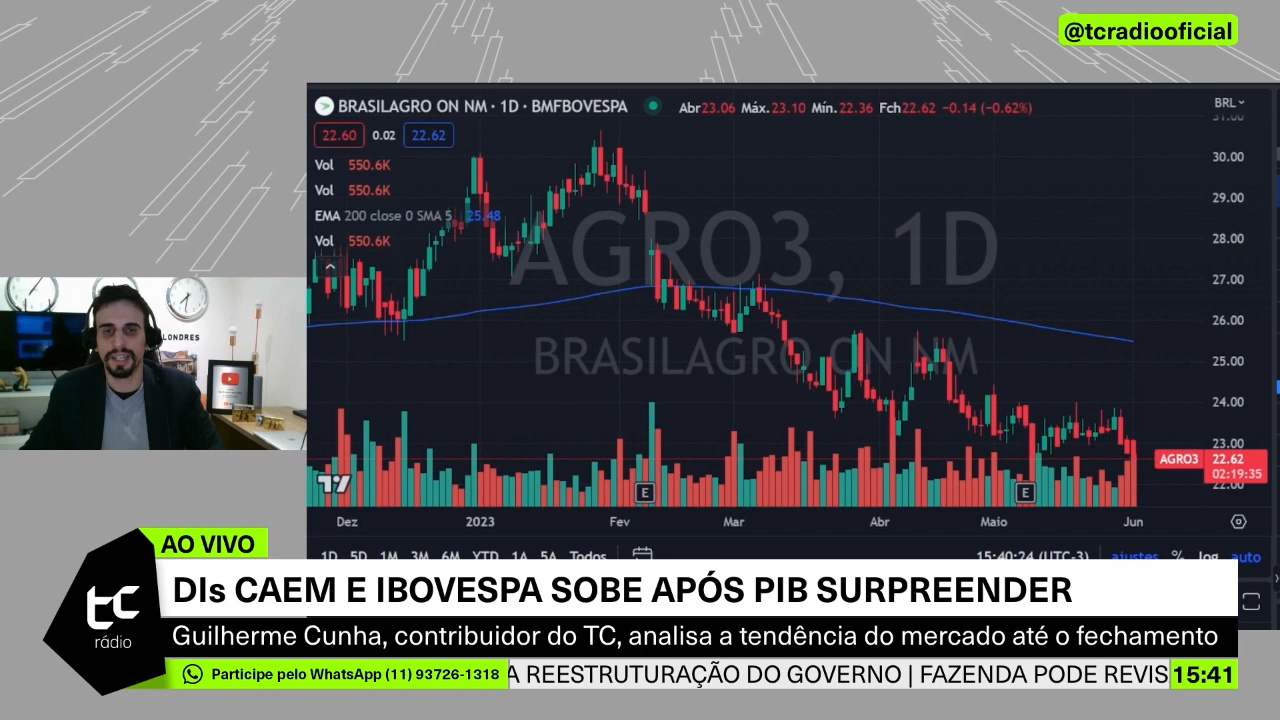 @tcradiooficial
BRASILAGRO ON NM · 1D · BMFBOVESPA Abr23.06 Máx.23.10 Mín.22.36 Fch22.62 −0.14 (−0.62%) BRL
22.60 0.02 22.62
Vol 550.6K
Vol 550.6K
EMA 200 close 0 SMA 5 25.48
Vol 550.6K
AGRO3, 1D
BRASILAGRO ON NM
31.00
30.00
29.00
28.00
27.00
26.00
25.00
24.00
23.00
AGRO3 22.62
02:19:35
22.00
E E
Dez 2023 Fev Mar Abr Maio Jun
1D 5D 1M 3M 6M YTD 1A 5A Todos 15:40:24 (UTC-3) ajustes % log auto
LONDRES
AO VIVO
tc
rádio
DIs CAEM E IBOVESPA SOBE APÓS PIB SURPREENDER
Guilherme Cunha, contribuidor do TC, analisa a tendência do mercado até o fechamento
Participe pelo WhatsApp (11) 93726-1318 A REESTRUTURAÇÃO DO GOVERNO | FAZENDA PODE REVIS 15:41